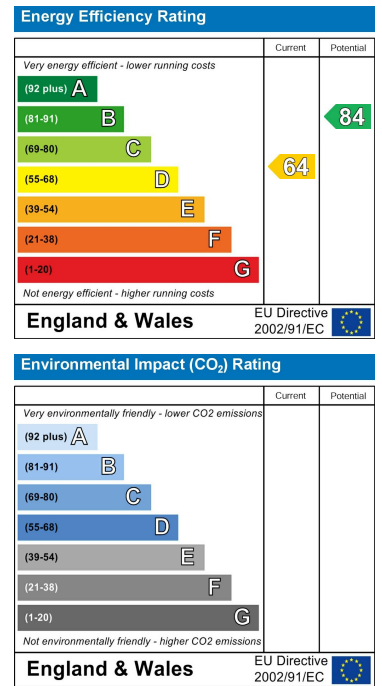 Energy Efficiency Rating
Current Potential
Very energy efficient - lower running costs
(92 plus) A
(81-91) B
84
(69-80) C
64
(55-68) D
(39-54) E
(21-38) F
(1-20) G
Not energy efficient - higher running costs
England & Wales
EU Directive
2002/91/EC
Environmental Impact (CO₂) Rating
Current Potential
Very environmentally friendly - lower CO2 emissions
(92 plus) A
(81-91) B
(69-80) C
(55-68) D
(39-54) E
(21-38) F
(1-20) G
Not environmentally friendly - higher CO2 emissions
England & Wales
EU Directive
2002/91/EC